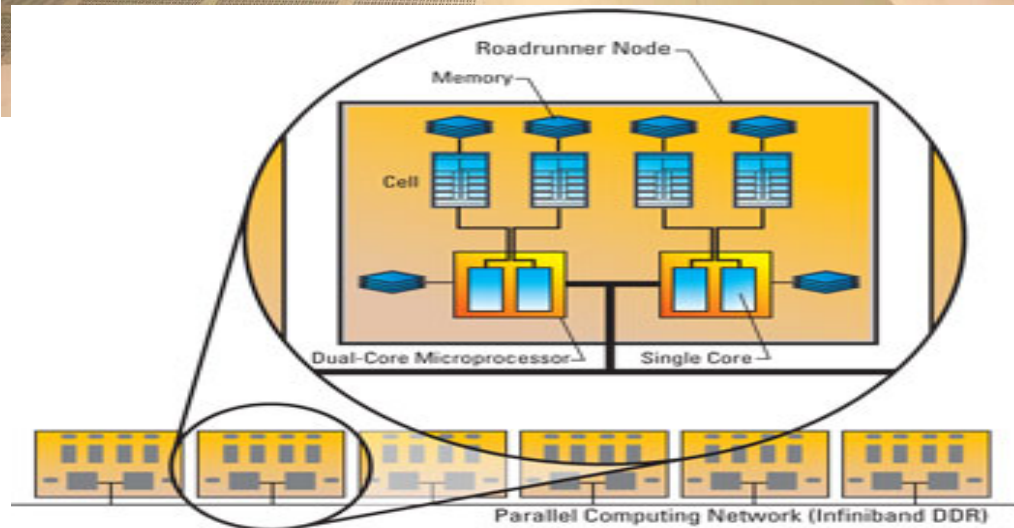 Roadrunner Node
Memory
Cell
Dual-Core Microprocessor
Single Core
Parallel Computing Network (Infiniband DDR)